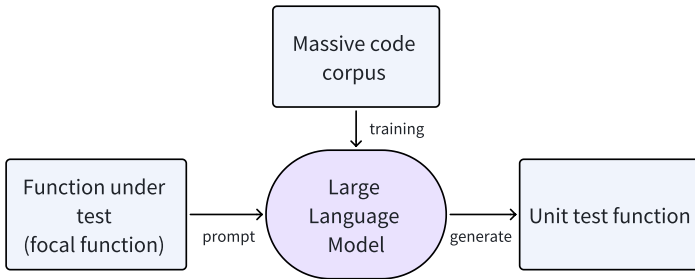 Massive code
corpus
training
Function under
test
(focal function)
prompt
Large
Language
Model
generate
Unit test function